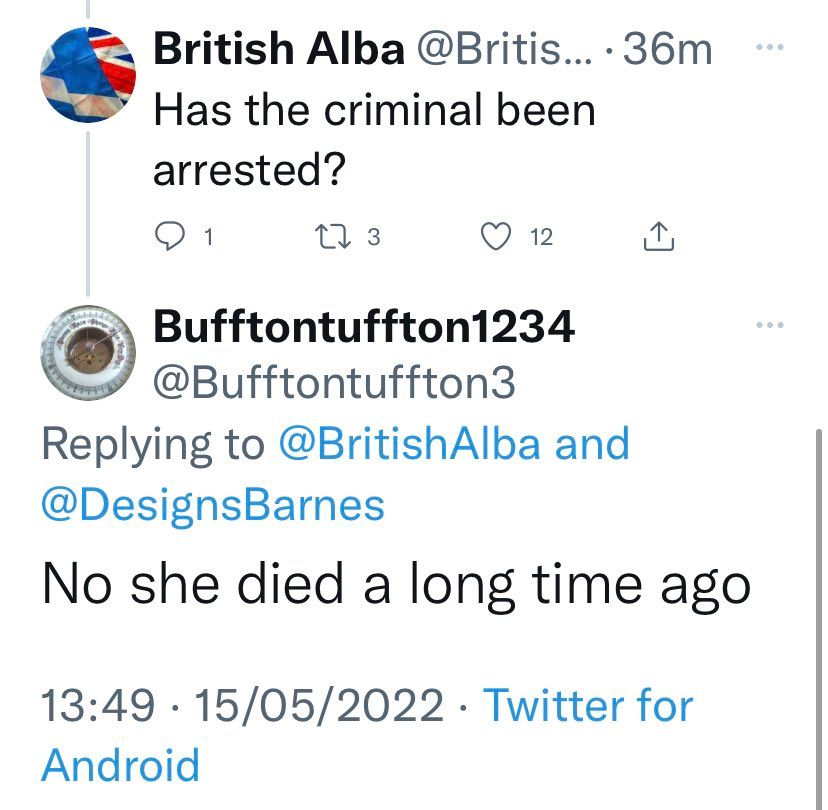 British Alba @Britis... · 36m
Has the criminal been
arrested?
1 3 12
Bufftontuffton1234
@Bufftontuffton3
Replying to @BritishAlba and
@DesignsBarnes
No she died a long time ago
13:49 · 15/05/2022 · Twitter for
Android